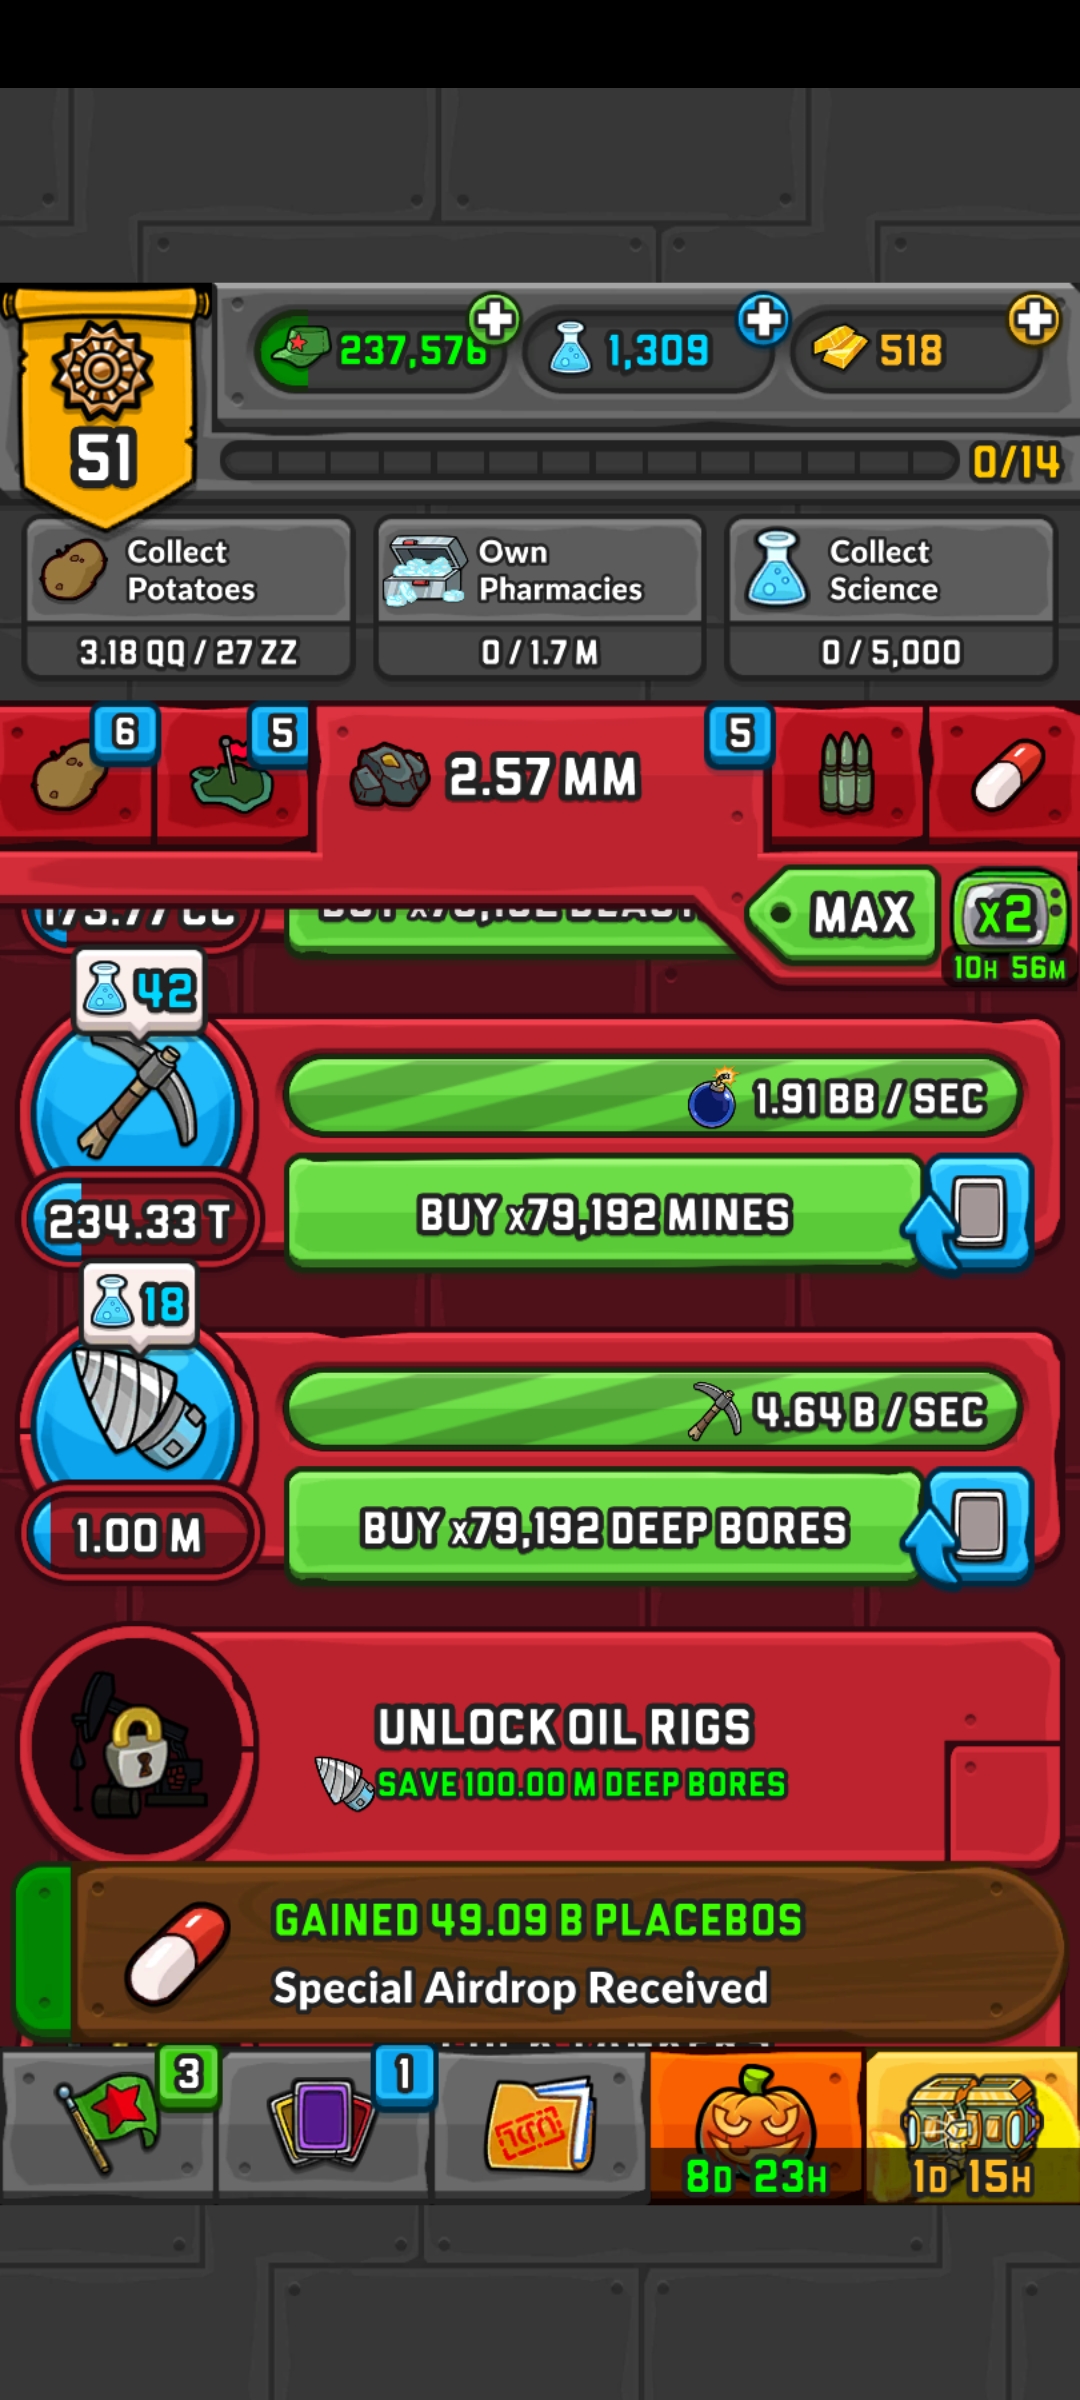 237,576
1,309
518
51
0/14
Collect
Potatoes
3.18 QQ / 27 ZZ
Own
Pharmacies
0 / 1.7 M
Collect
Science
0 / 5,000
6
5
2.57 MM
5
MAX
x2
10H 56M
42
1.91 BB / SEC
234.33 T
BUY x79,192 MINES
18
4.64 B / SEC
1.00 M
BUY x79,192 DEEP BORES
UNLOCK OIL RIGS
SAVE 100.00 M DEEP BORES
GAINED 49.09 B PLACEBOS
Special Airdrop Received
3
1
8D 23H
1D 15H